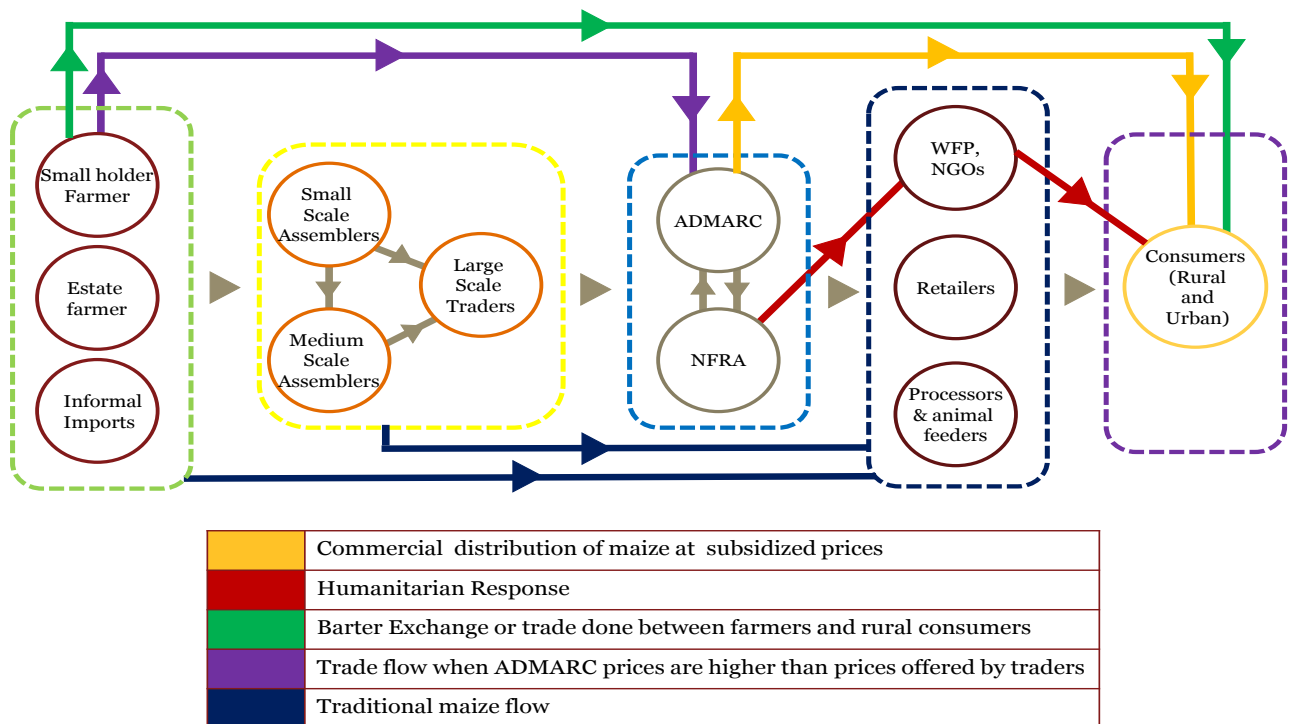 Small holder
Farmer
Estate
farmer
Informal
Imports
Small
Scale
Assemblers
Medium
Scale
Assemblers
Large
Scale
Traders
ADMARC
NFRA
WFP,
NGOs
Retailers
Processors
& animal
feeders
Consumers
(Rural
and
Urban)
Commercial distribution of maize at subsidized prices
Humanitarian Response
Barter Exchange or trade done between farmers and rural consumers
Trade flow when ADMARC prices are higher than prices offered by traders
Traditional maize flow